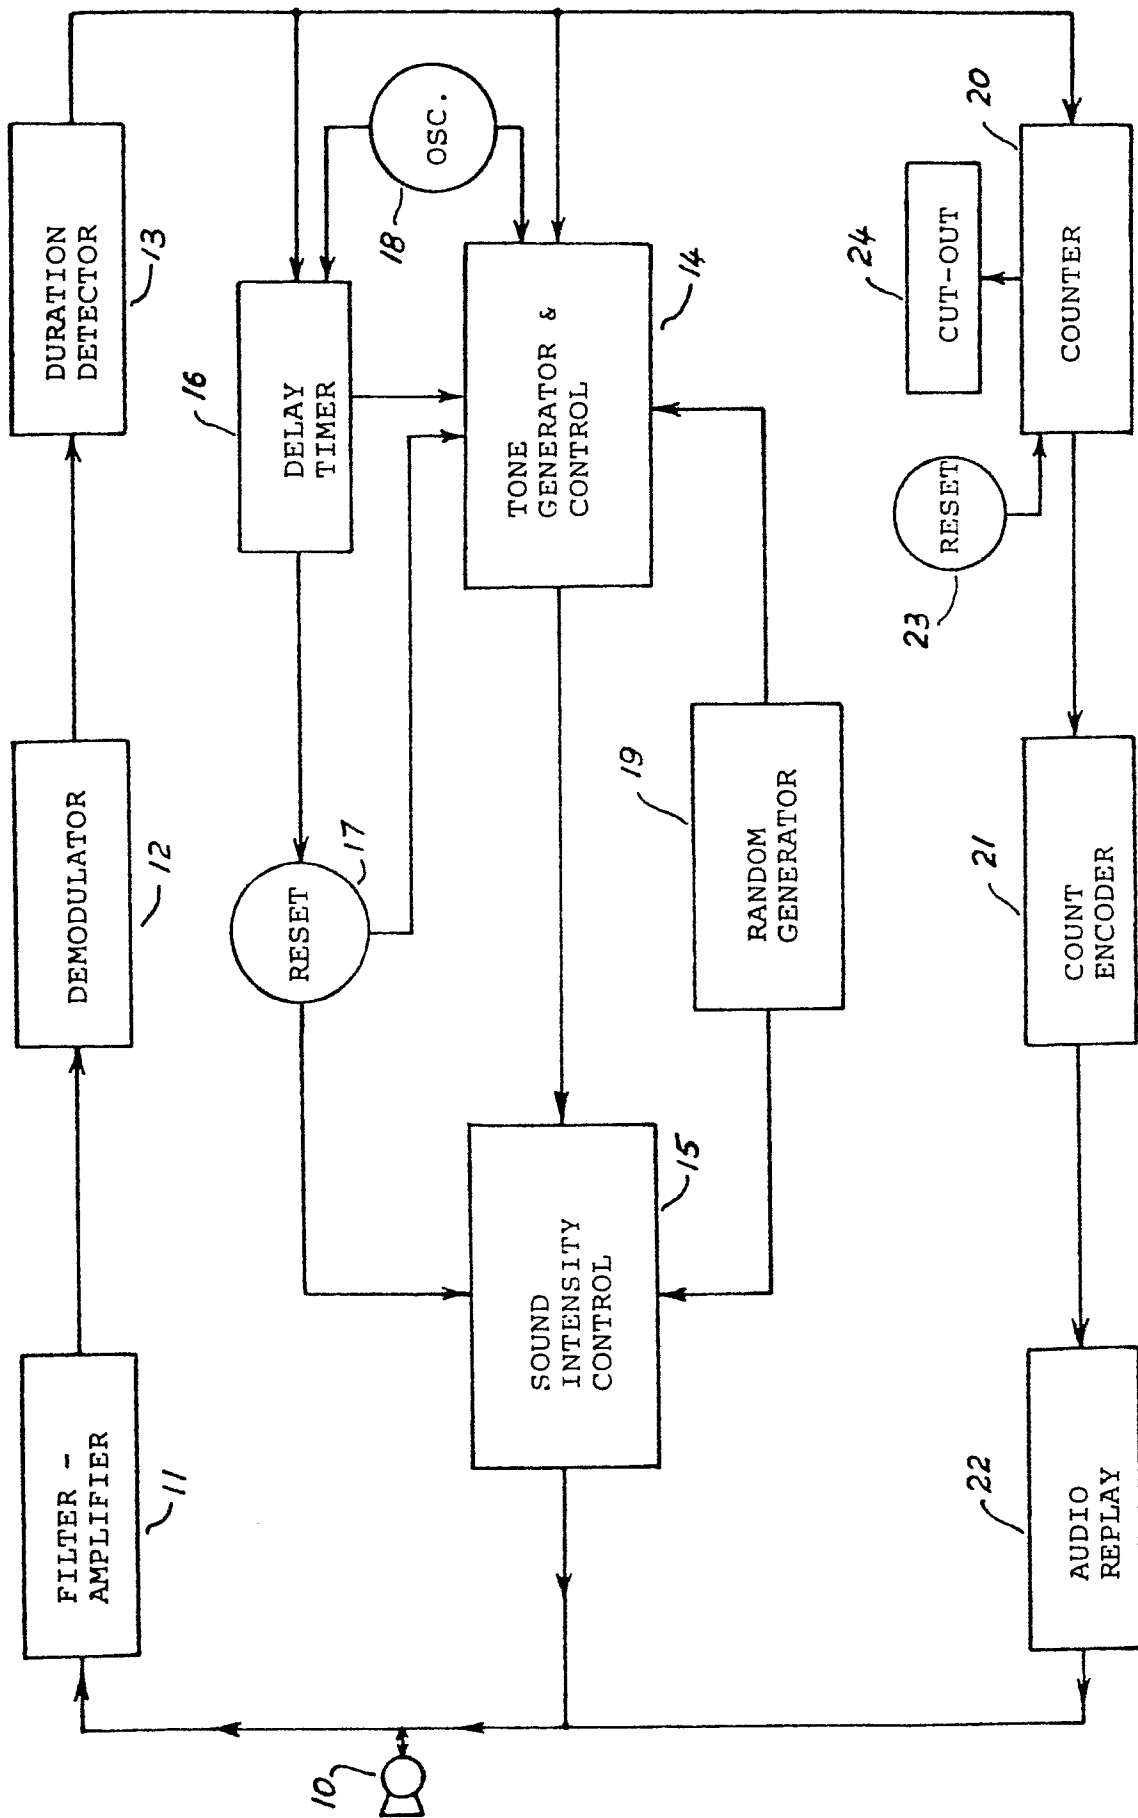 10
FILTER -
AMPLIFIER
11
DEMODULATOR
12
DURATION
DETECTOR
13
RESET
17
DELAY
TIMER
16
OSC.
18
SOUND
INTENSITY
CONTROL
15
TONE
GENERATOR &
CONTROL
14
RANDOM
GENERATOR
19
AUDIO
REPLAY
22
COUNT
ENCODER
21
RESET
23
CUT-OUT
24
COUNTER
20